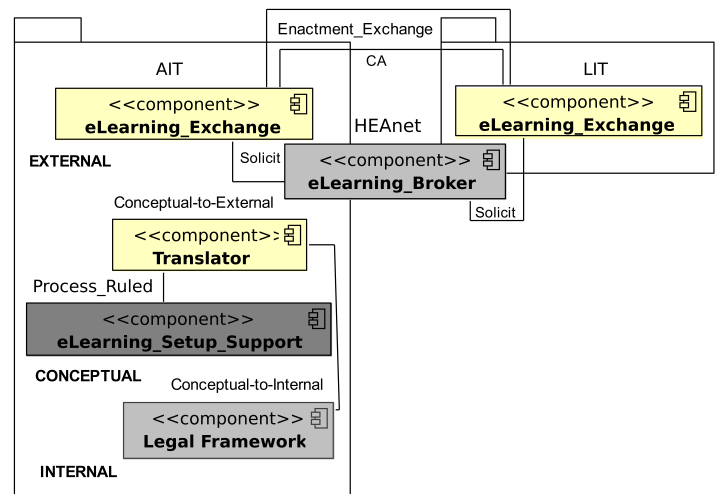 Enactment_Exchange
CA
AIT
LIT
<<component>>
eLearning_Exchange
<<component>>
eLearning_Exchange
HEAnet
EXTERNAL
Solicit
<<component>>
eLearning_Broker
Solicit
Conceptual-to-External
<<component>>
Translator
Process_Ruled
<<component>>
eLearning_Setup_Support
CONCEPTUAL
Conceptual-to-Internal
<<component>>
Legal Framework
INTERNAL